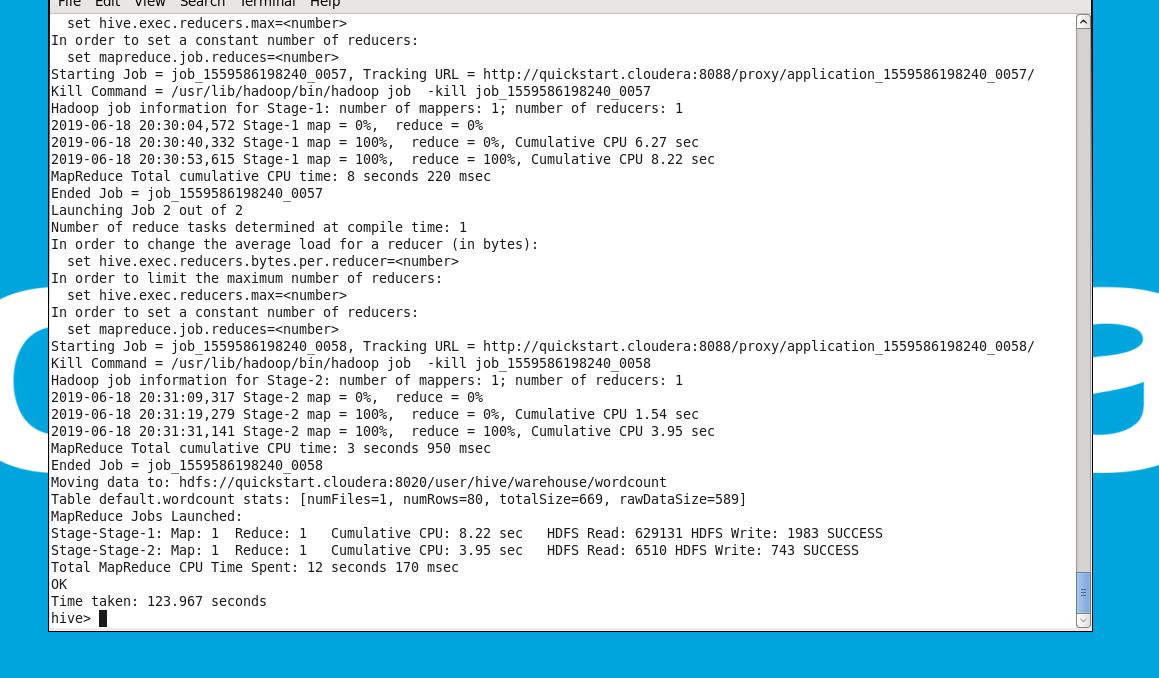 File Edit View Search Terminal Help
  set hive.exec.reducers.max=<number>
In order to set a constant number of reducers:
  set mapreduce.job.reduces=<number>
Starting Job = job_1559586198240_0057, Tracking URL = http://quickstart.cloudera:8088/proxy/application_1559586198240_0057/
Kill Command = /usr/lib/hadoop/bin/hadoop job  -kill job_1559586198240_0057
Hadoop job information for Stage-1: number of mappers: 1; number of reducers: 1
2019-06-18 20:30:04,572 Stage-1 map = 0%,  reduce = 0%
2019-06-18 20:30:40,332 Stage-1 map = 100%,  reduce = 0%, Cumulative CPU 6.27 sec
2019-06-18 20:30:53,615 Stage-1 map = 100%,  reduce = 100%, Cumulative CPU 8.22 sec
MapReduce Total cumulative CPU time: 8 seconds 220 msec
Ended Job = job_1559586198240_0057
Launching Job 2 out of 2
Number of reduce tasks determined at compile time: 1
In order to change the average load for a reducer (in bytes):
  set hive.exec.reducers.bytes.per.reducer=<number>
In order to limit the maximum number of reducers:
  set hive.exec.reducers.max=<number>
In order to set a constant number of reducers:
  set mapreduce.job.reduces=<number>
Starting Job = job_1559586198240_0058, Tracking URL = http://quickstart.cloudera:8088/proxy/application_1559586198240_0058/
Kill Command = /usr/lib/hadoop/bin/hadoop job  -kill job_1559586198240_0058
Hadoop job information for Stage-2: number of mappers: 1; number of reducers: 1
2019-06-18 20:31:09,317 Stage-2 map = 0%,  reduce = 0%
2019-06-18 20:31:19,279 Stage-2 map = 100%,  reduce = 0%, Cumulative CPU 1.54 sec
2019-06-18 20:31:31,141 Stage-2 map = 100%,  reduce = 100%, Cumulative CPU 3.95 sec
MapReduce Total cumulative CPU time: 3 seconds 950 msec
Ended Job = job_1559586198240_0058
Moving data to: hdfs://quickstart.cloudera:8020/user/hive/warehouse/wordcount
Table default.wordcount stats: [numFiles=1, numRows=80, totalSize=669, rawDataSize=589]
MapReduce Jobs Launched:
Stage-Stage-1: Map: 1  Reduce: 1   Cumulative CPU: 8.22 sec   HDFS Read: 629131 HDFS Write: 1983 SUCCESS
Stage-Stage-2: Map: 1  Reduce: 1   Cumulative CPU: 3.95 sec   HDFS Read: 6510 HDFS Write: 743 SUCCESS
Total MapReduce CPU Time Spent: 12 seconds 170 msec
OK
Time taken: 123.967 seconds
hive>